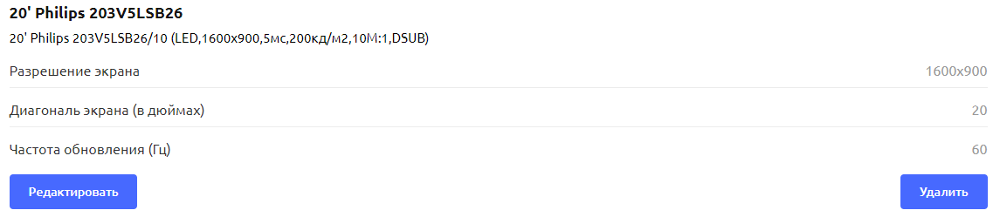 20' Philips 203V5LSB26
20' Philips 203V5LSB26/10 (LED,1600x900,5мс,200кд/м2,10М:1,DSUB)
Разрешение экрана 1600x900
Диагональ экрана (в дюймах) 20
Частота обновления (Гц) 60
Редактировать Удалить